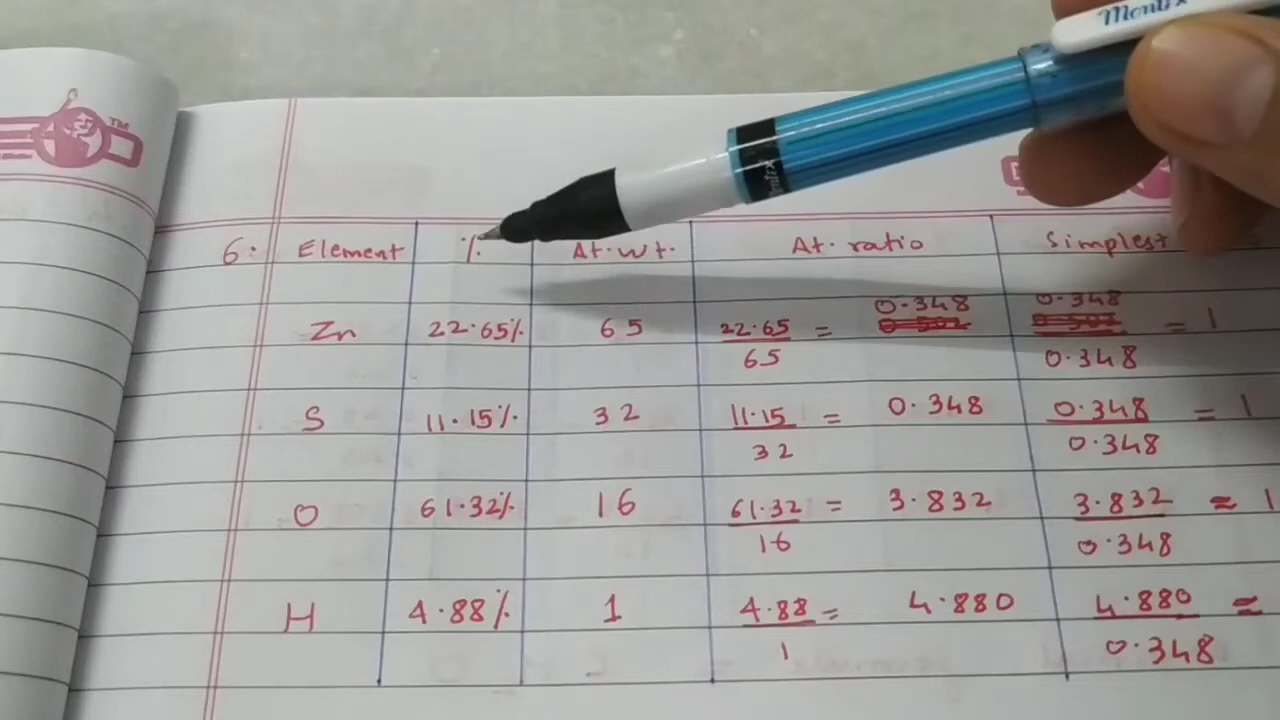 Montex
Montex
TM
6. Element % At.wt. At. ratio Simplest
Zn 22.65% 65 22.65/65 = 0.348 0.348/0.348 = 1
S 11.15% 32 11.15/32 = 0.348 0.348/0.348 = 1
O 61.32% 16 61.32/16 = 3.832 3.832/0.348 ≈ 1
H 4.88% 1 4.88/1 = 4.880 4.880/0.348 ≈